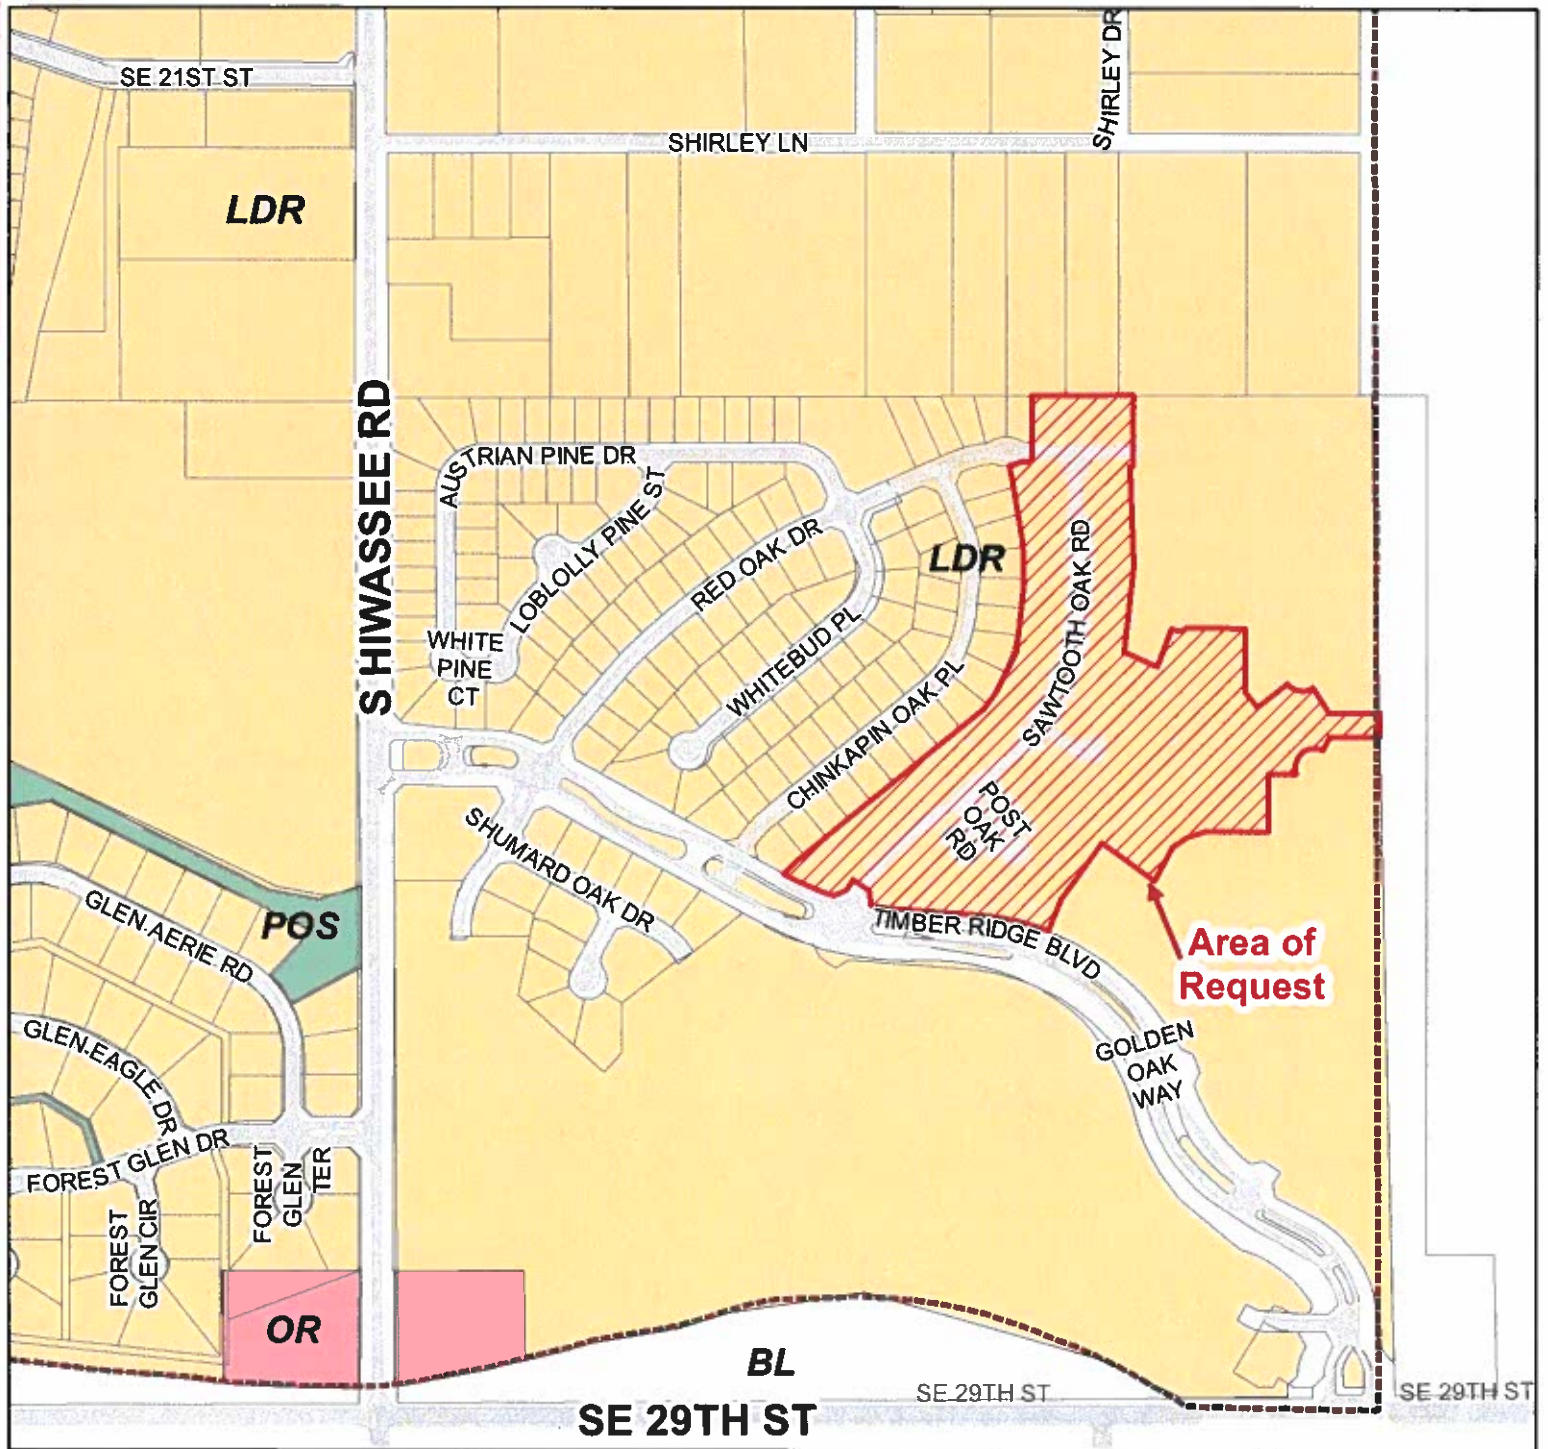 SE 21ST ST
SHIRLEY DR
SHIRLEY LN
LDR
S HIWASSEE RD
AUSTRIAN PINE DR
LOBLOLLY PINE ST
RED OAK DR
LDR
SAWTOOTH OAK RD
WHITE
PINE
CT
WHITEBUD PL
CHINKAPIN OAK PL
POST
OAK
RD
SHUMARD OAK DR
GLEN AERIE RD
POS
TIMBER RIDGE BLVD
Area of
Request
GLEN EAGLE DR
GOLDEN
OAK
WAY
FOREST GLEN DR
FOREST
GLEN
TER
FOREST
GLEN CIR
OR
BL
SE 29TH ST
SE 29TH ST
SE 29TH ST